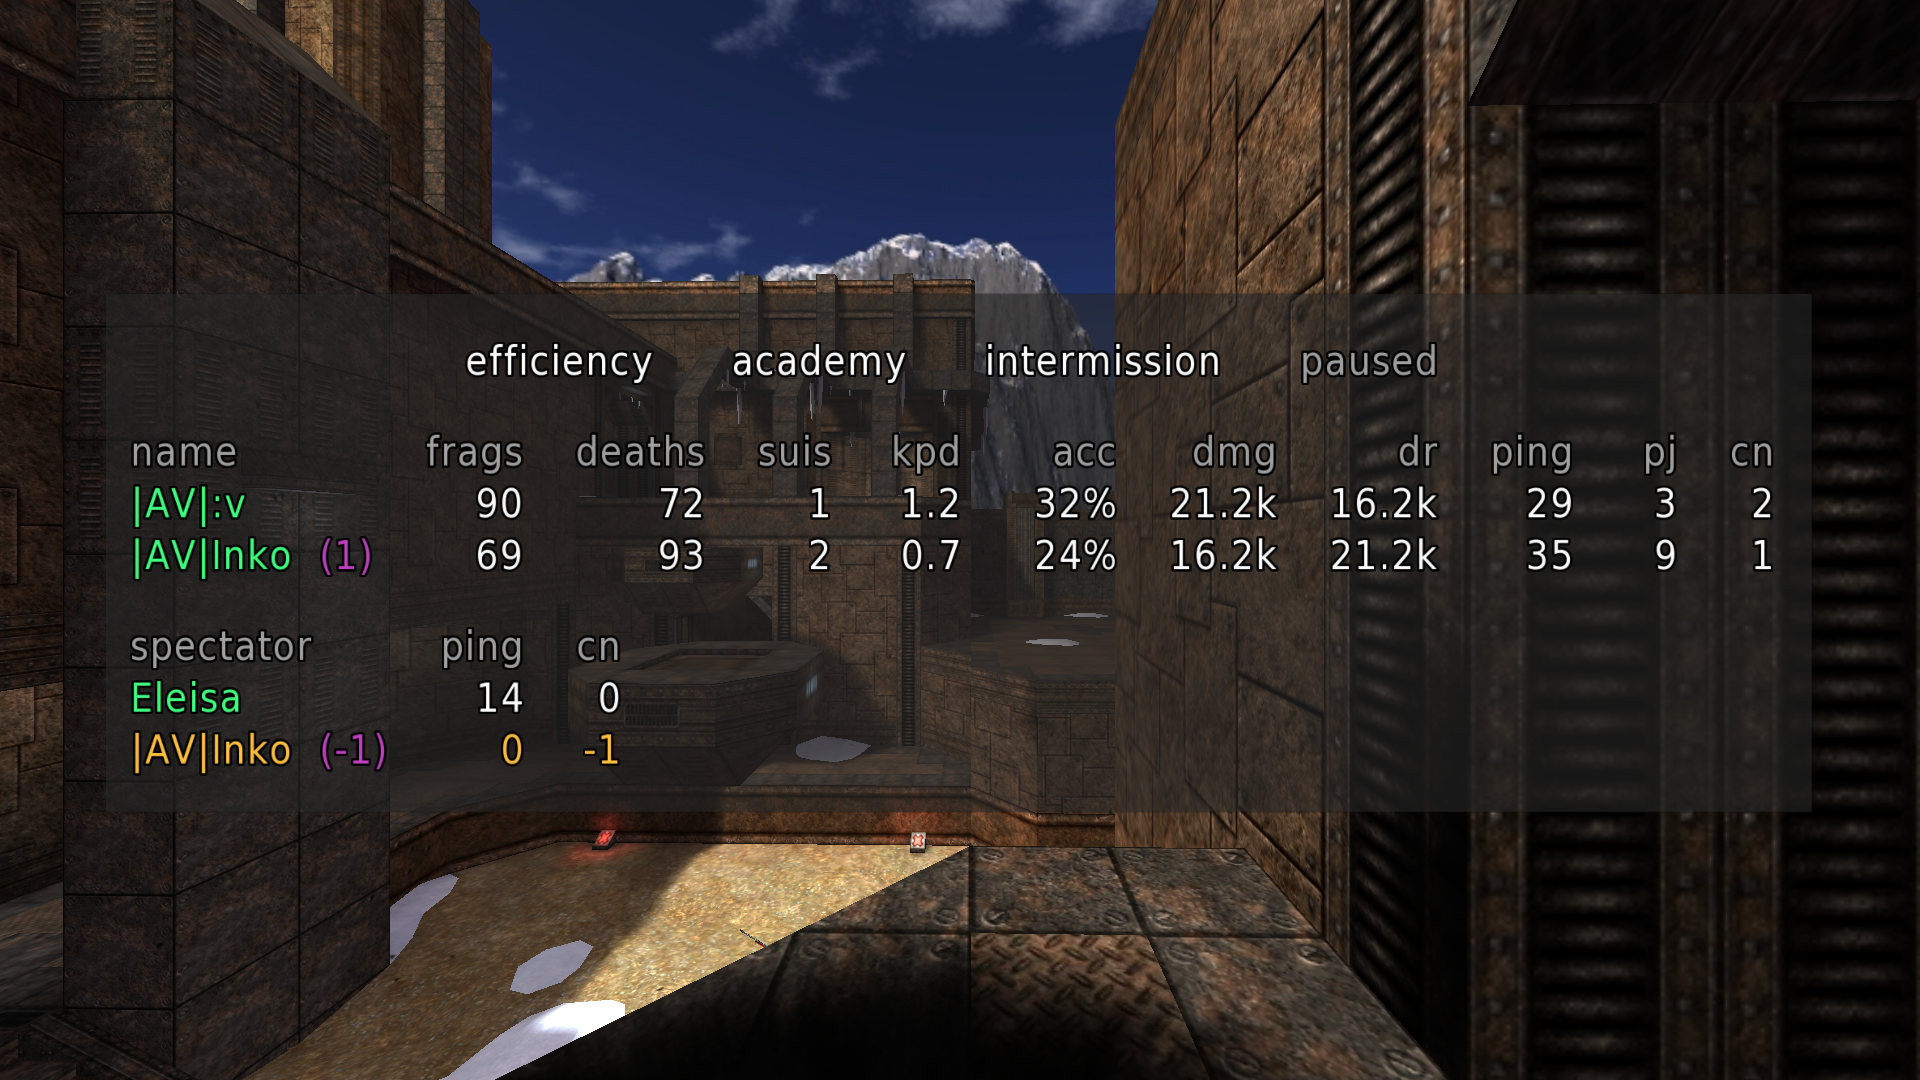 efficiency academy intermission paused
name frags deaths suis kpd acc dmg dr ping pj cn
|AV|:v 90 72 1 1.2 32% 21.2k 16.2k 29 3 2
|AV|Inko (1) 69 93 2 0.7 24% 16.2k 21.2k 35 9 1
spectator ping cn
Eleisa 14 0
|AV|Inko (-1) 0 -1